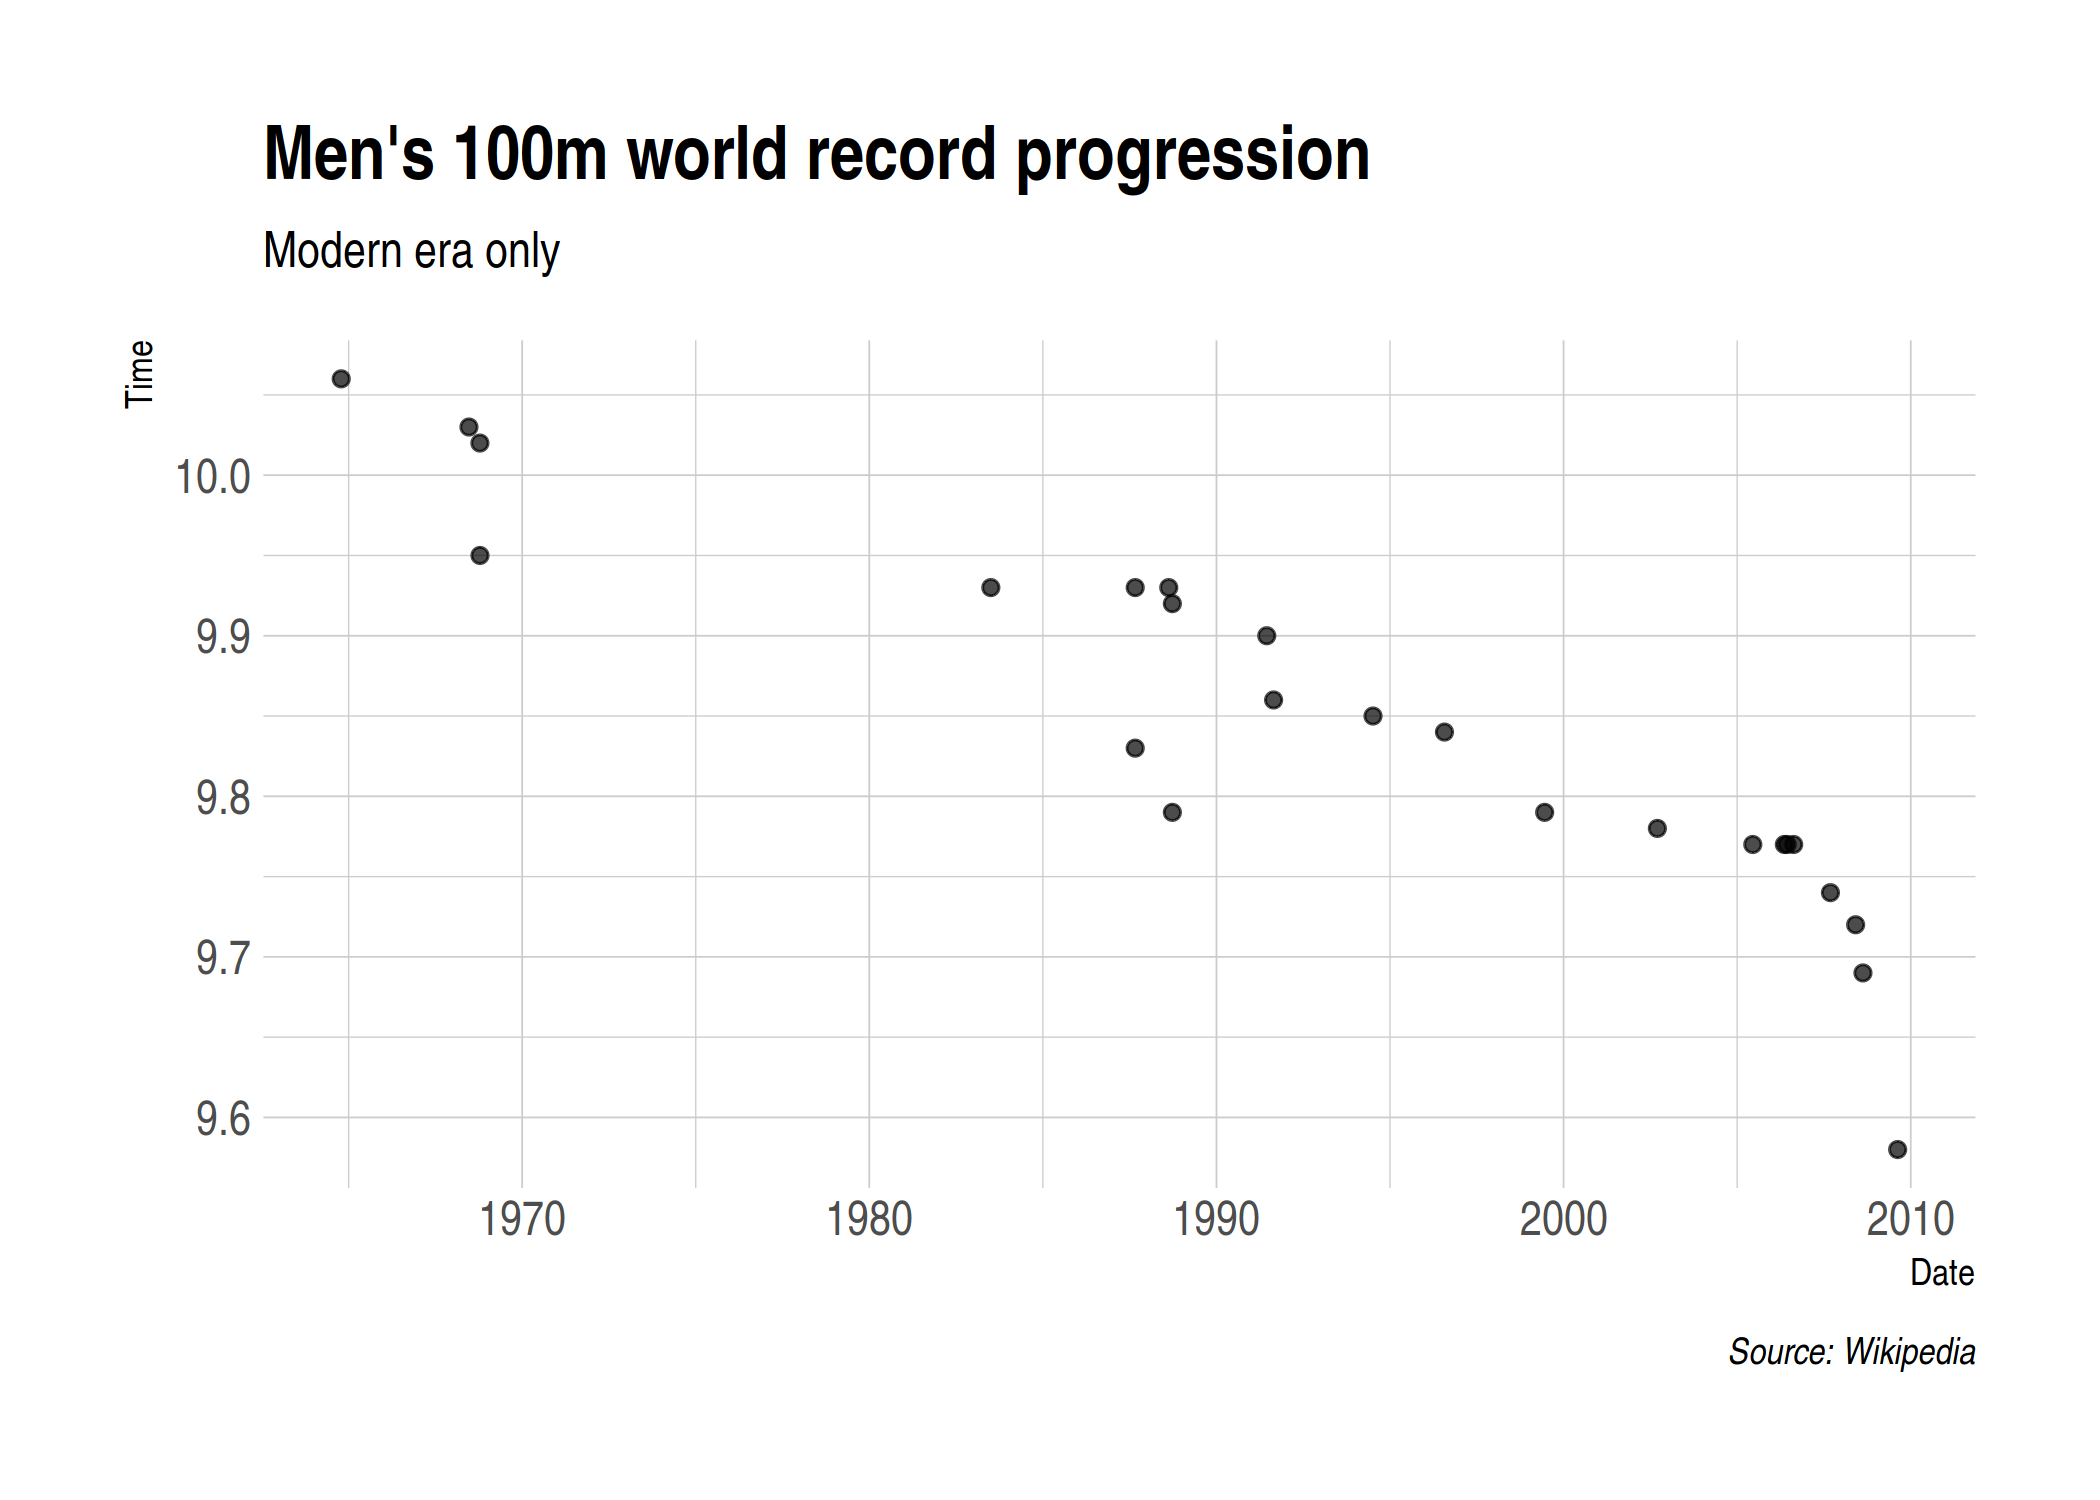 Men's 100m world record progression
Modern era only
Time
10.0
9.9
9.8
9.7
9.6
1970 1980 1990 2000 2010
Date
Source: Wikipedia